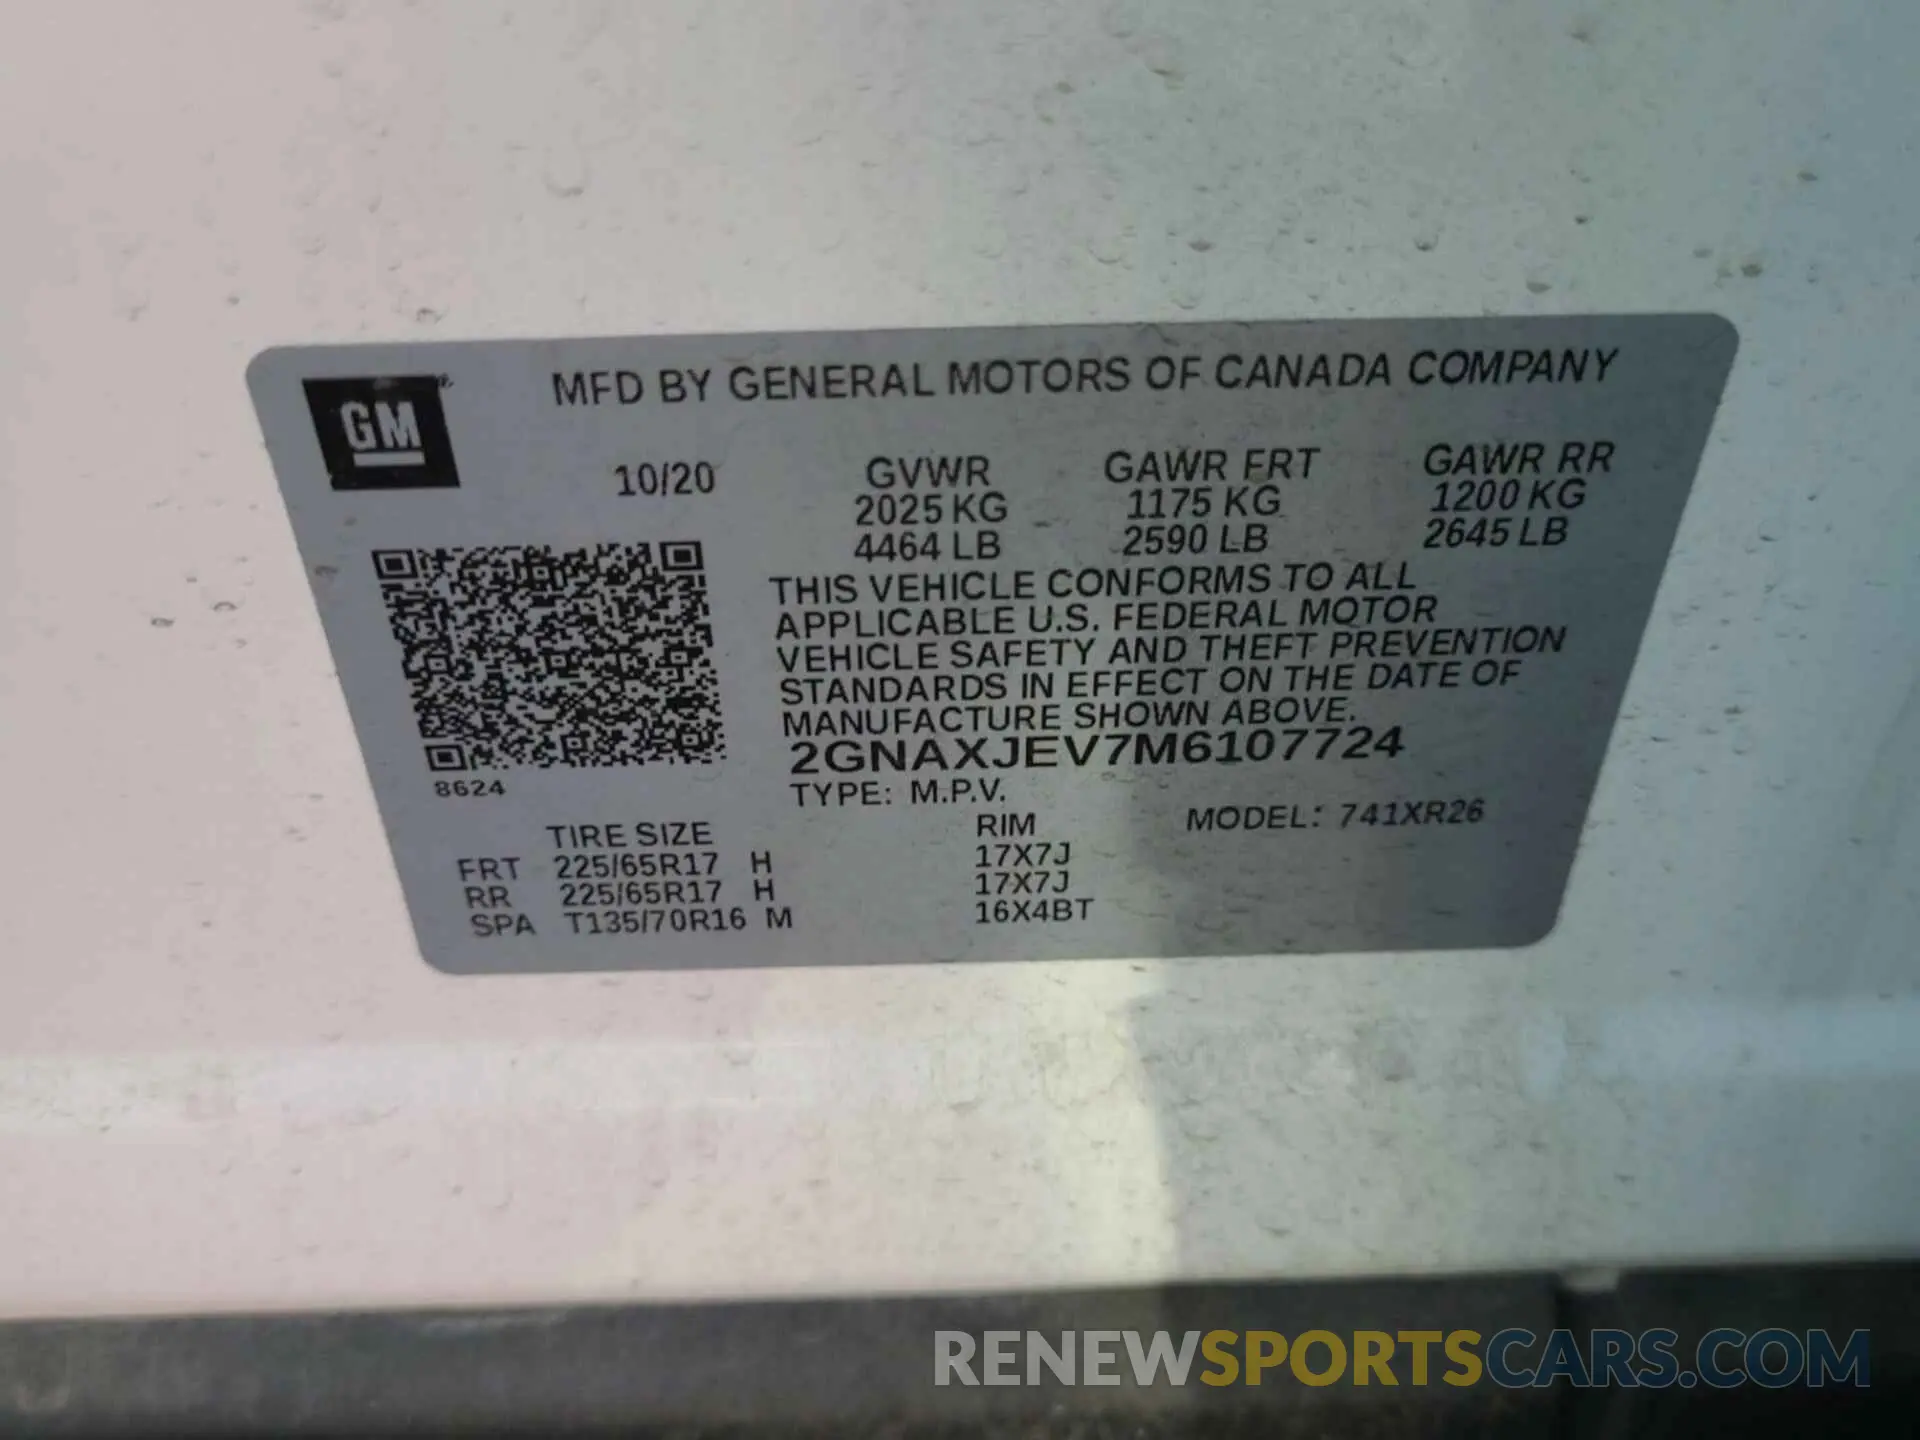 GM
MFD BY GENERAL MOTORS OF CANADA COMPANY
10/20 GVWR GAWR FRT GAWR RR
2025 KG 1175 KG 1200 KG
4464 LB 2590 LB 2645 LB
THIS VEHICLE CONFORMS TO ALL
APPLICABLE U.S. FEDERAL MOTOR
VEHICLE SAFETY AND THEFT PREVENTION
STANDARDS IN EFFECT ON THE DATE OF
MANUFACTURE SHOWN ABOVE.
2GNAXJEV7M6107724
8624
TYPE: M.P.V. MODEL: 741XR26
TIRE SIZE RIM
FRT 225/65R17 H 17X7J
RR 225/65R17 H 17X7J
SPA T135/70R16 M 16X4BT
RENEWSPORTSCARS.COM